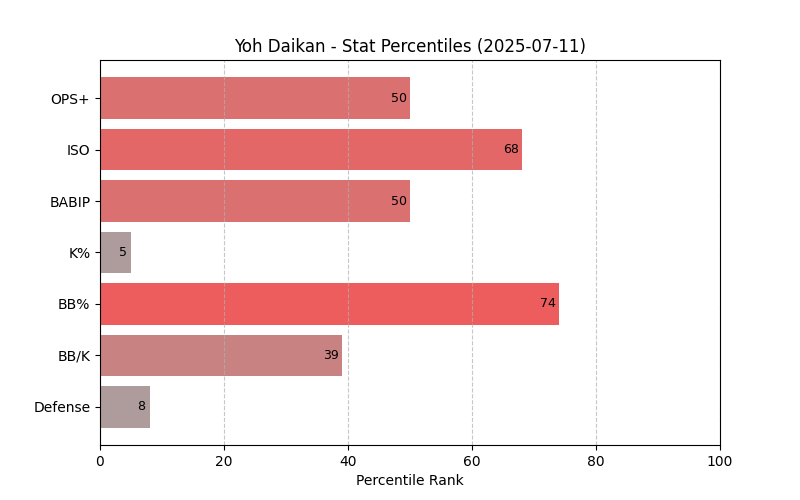 Yoh Daikan - Stat Percentiles (2025-07-11)
OPS+ 50
ISO 68
BABIP 50
K% 5
BB% 74
BB/K 39
Defense 8
0 20 40 60 80 100
Percentile Rank